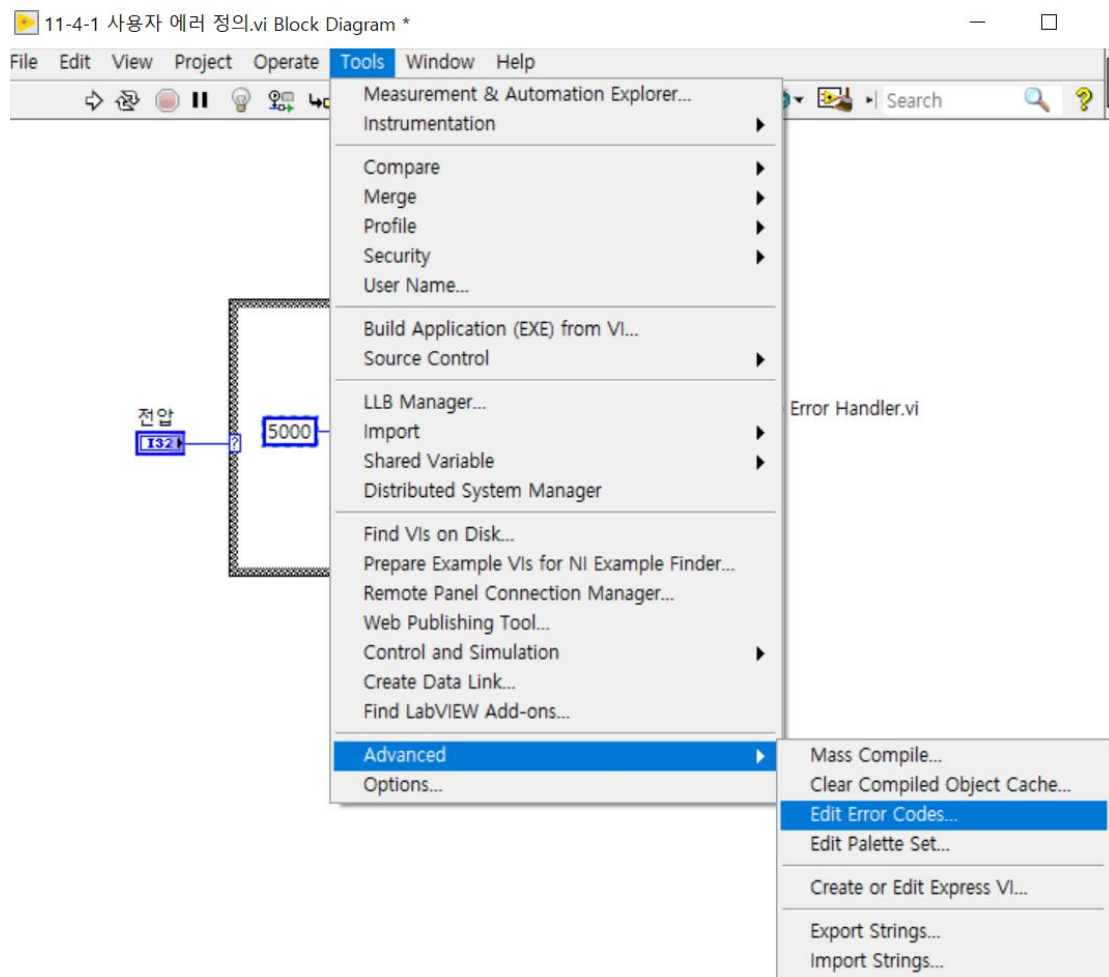 11-4-1 사용자 에러 정의.vi Block Diagram *
File Edit View Project Operate Tools Window Help
Search
Measurement & Automation Explorer...
Instrumentation
Compare
Merge
Profile
Security
User Name...
Build Application (EXE) from VI...
Source Control
LLB Manager...
Import
Shared Variable
Distributed System Manager
Find VIs on Disk...
Prepare Example VIs for NI Example Finder...
Remote Panel Connection Manager...
Web Publishing Tool...
Control and Simulation
Create Data Link...
Find LabVIEW Add-ons...
Advanced
Options...
전압
I32
?
5000
Error Handler.vi
Mass Compile...
Clear Compiled Object Cache...
Edit Error Codes...
Edit Palette Set...
Create or Edit Express VI...
Export Strings...
Import Strings...